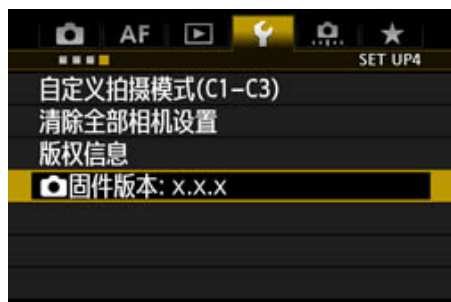 AF
SET UP4
自定义拍摄模式(C1-C3)
清除全部相机设置
版权信息
固件版本: x.x.x